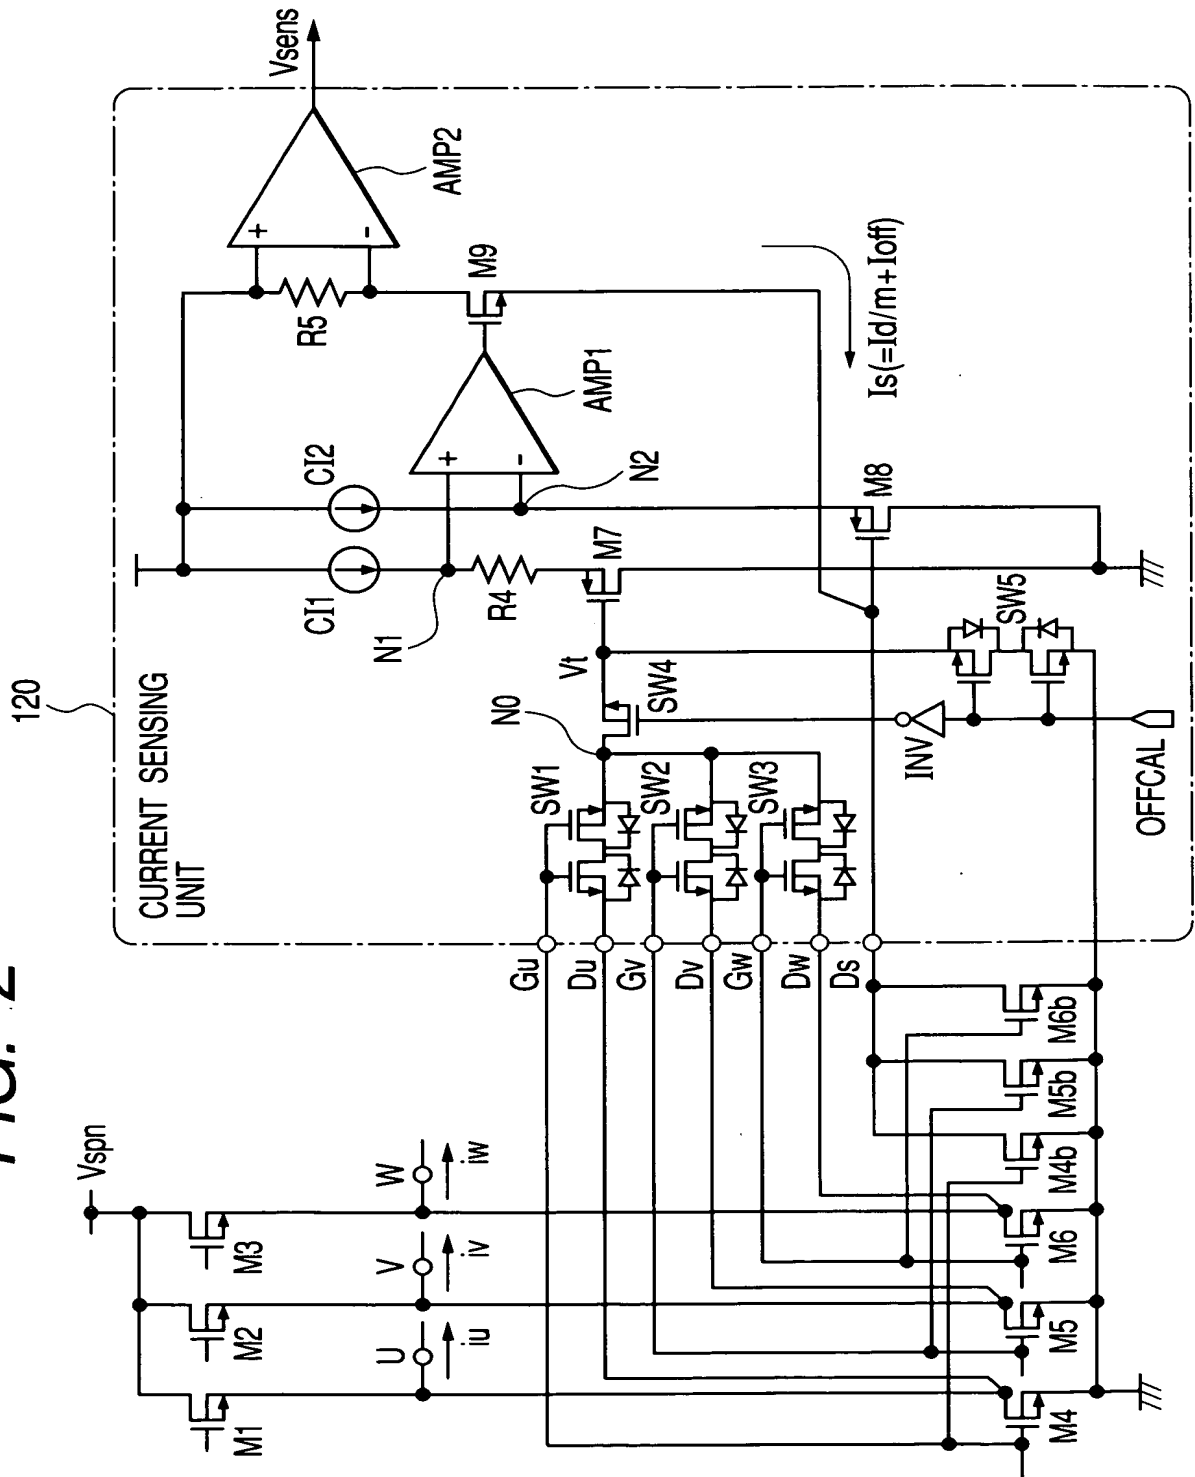 FIG. 2
120
CURRENT SENSING
UNIT
Vspn
M1
M2
M3
U
V
W
iu
iv
iw
M4
M5
M6
M4b
M5b
M6b
Gu
Du
Gv
Dv
Gw
Dw
Ds
SW1
SW2
SW3
N0
SW4
Vt
INV
OFFCAL
SW5
N1
CI1
CI2
R4
M7
N2
M8
+
-
AMP1
R5
M9
+
-
AMP2
Vsens
Is(=Id/m+Ioff)